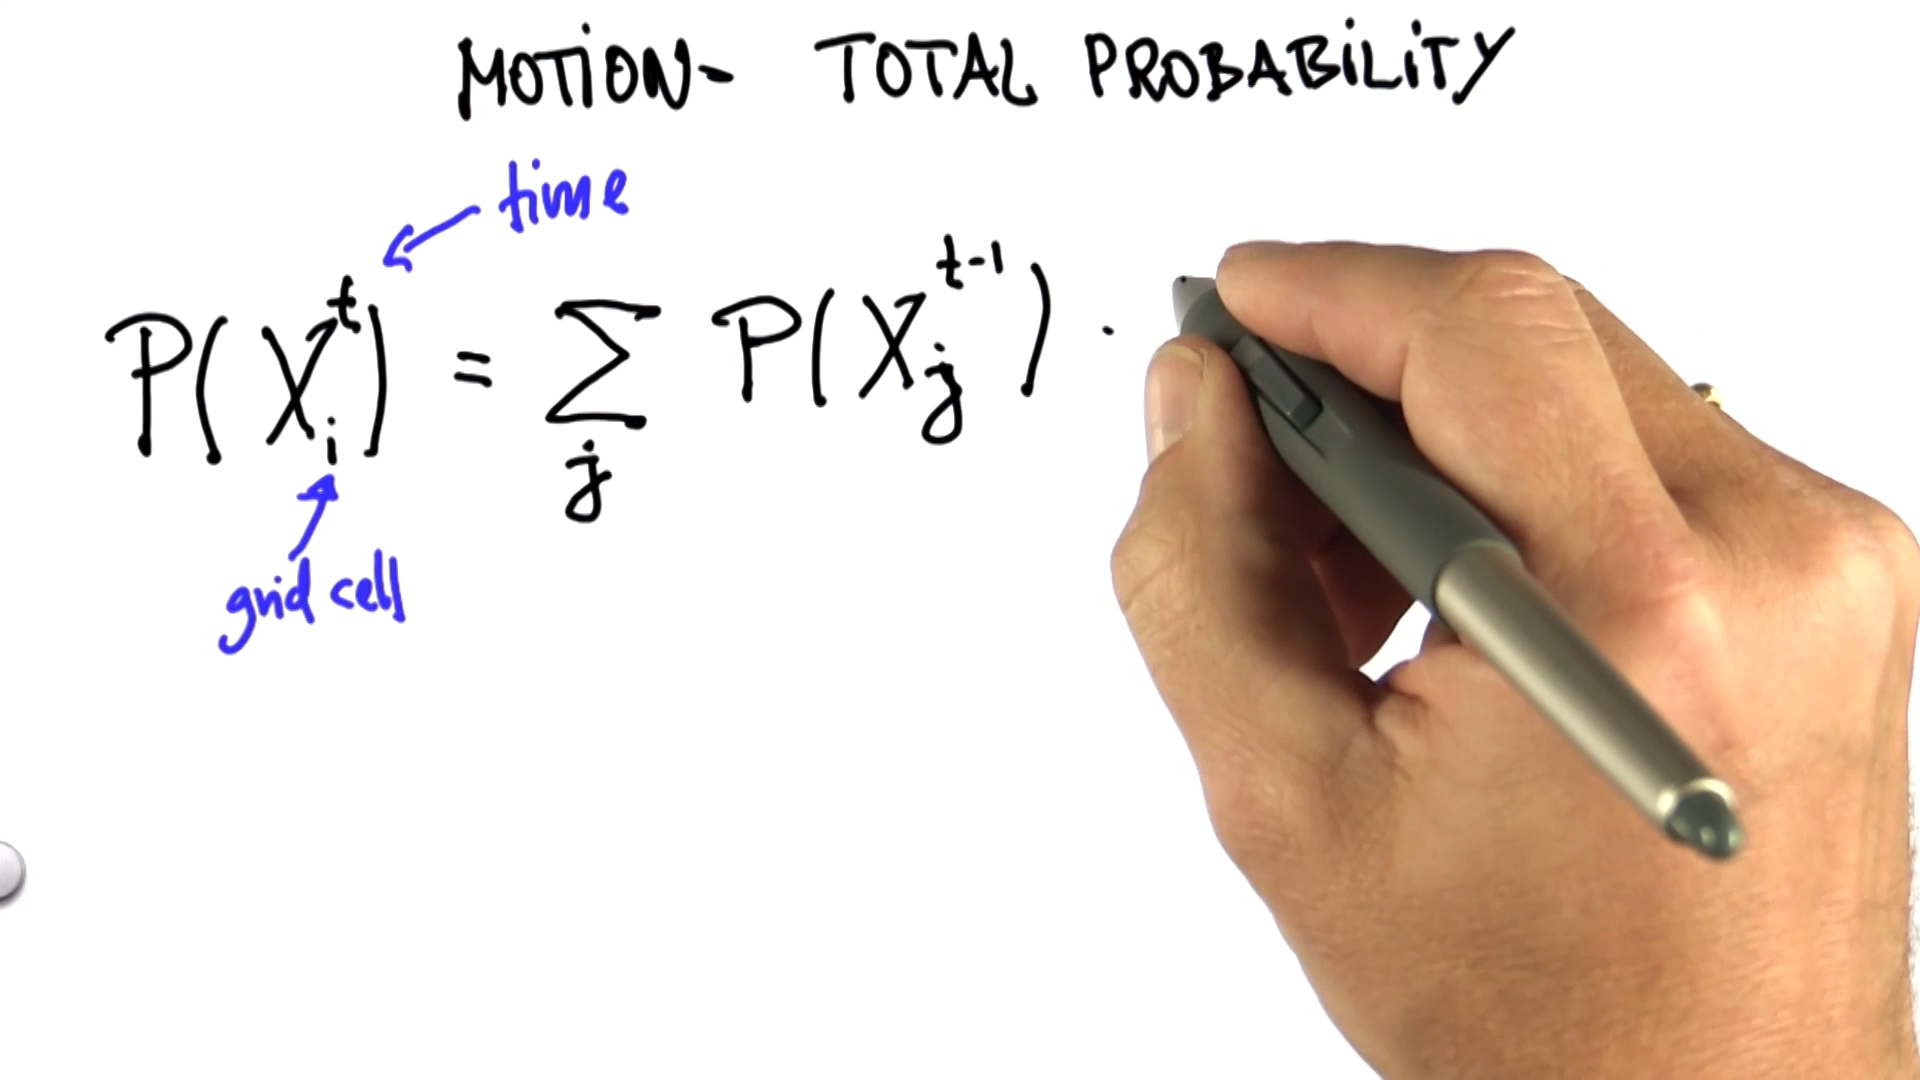 MOTION- TOTAL PROBABILITY
time
P(X_i^t) = Σ_j P(X_j^{t-1}) ·
grid cell